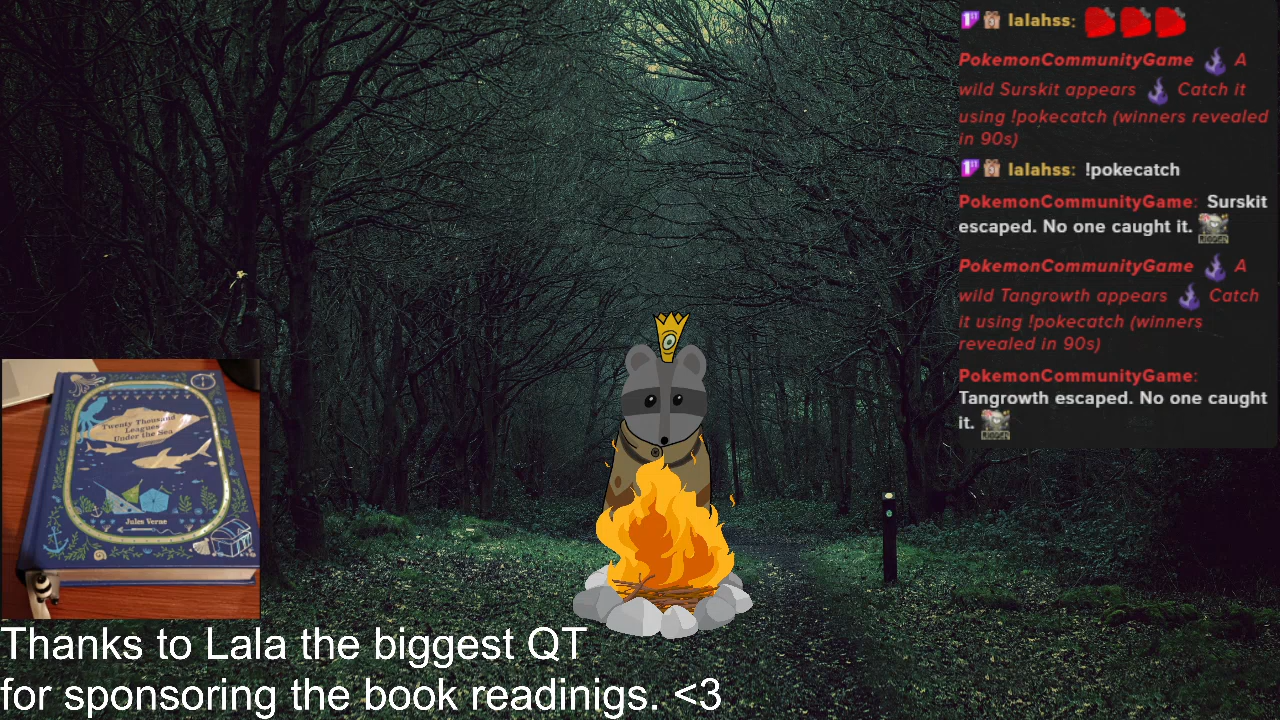 lalahss:
PokemonCommunityGame A
wild Surskit appears Catch it
using !pokecatch (winners revealed
in 90s)
lalahss: !pokecatch
PokemonCommunityGame: Surskit
escaped. No one caught it.
PokemonCommunityGame A
wild Tangrowth appears Catch
it using !pokecatch (winners
revealed in 90s)
PokemonCommunityGame:
Tangrowth escaped. No one caught
it.
Twenty Thousand
Leagues
Under the Sea
Jules Verne
Thanks to Lala the biggest QT
for sponsoring the book readinigs. <3